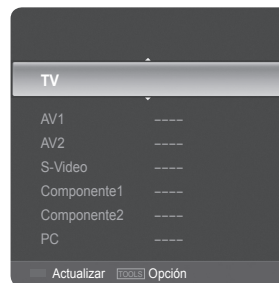 TV
AV1 ----
AV2 ----
S-Video ----
Componente1 ----
Componente2 ----
PC ----
Actualizar TOOLS Opción